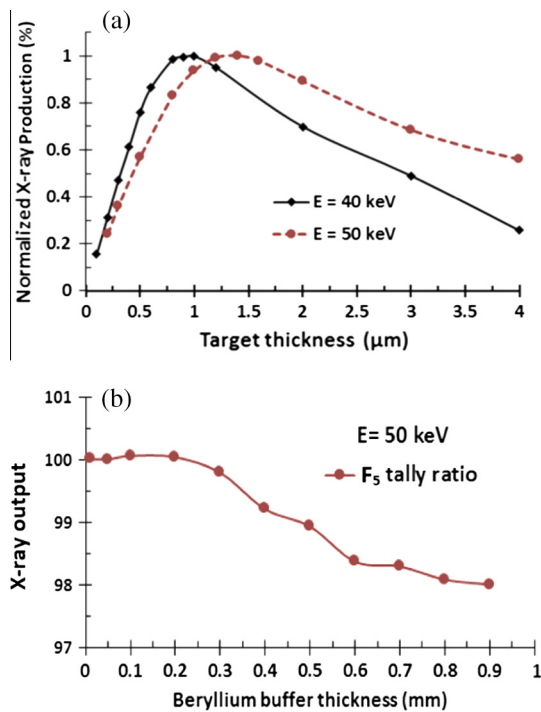 (a)
Normalized X-ray Production (%)
1
0.8
0.6
0.4
0.2
0
E = 40 keV
E = 50 keV
0 0.5 1 1.5 2 2.5 3 3.5 4
Target thickness (μm)
(b)
X-ray output
101
100
99
98
97
E= 50 keV
F5 tally ratio
0 0.1 0.2 0.3 0.4 0.5 0.6 0.7 0.8 0.9 1
Beryllium buffer thickness (mm)